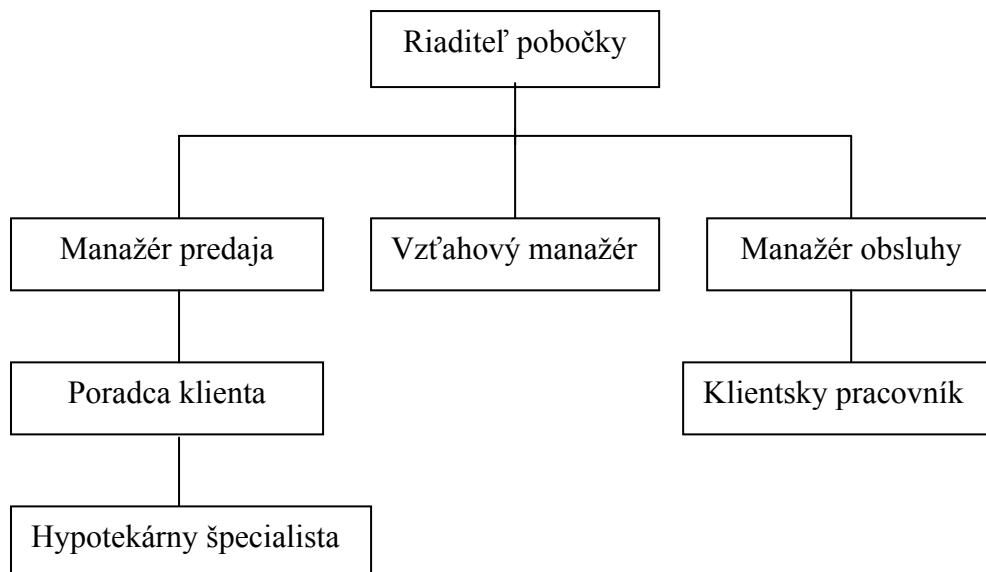 Riaditeľ pobočky
Manažér predaja
Vzťahový manažér
Manažér obsluhy
Poradca klienta
Klientsky pracovník
Hypotekárny špecialista